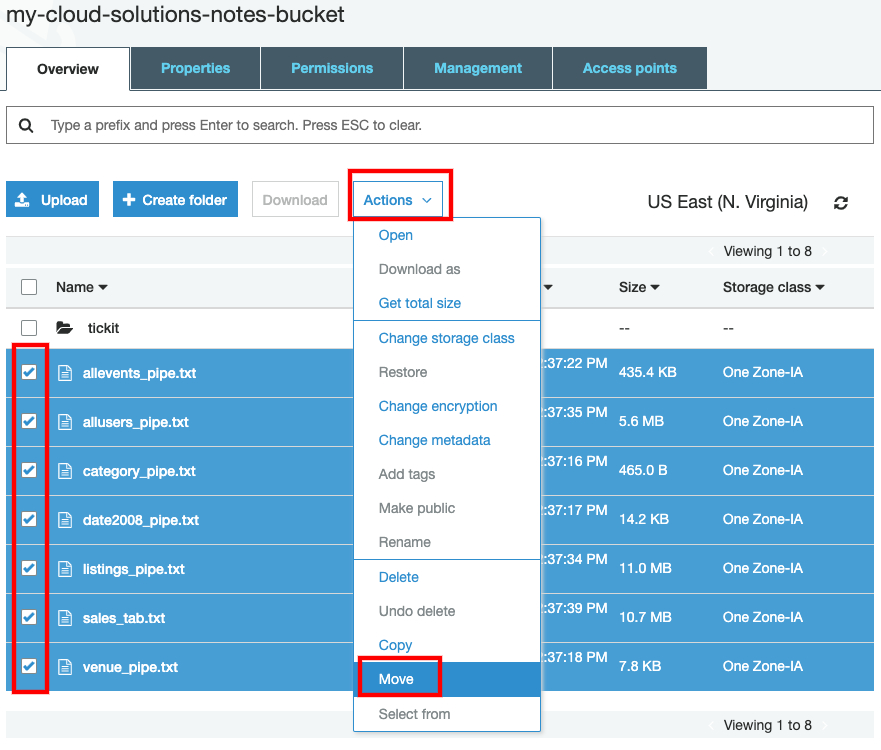 my-cloud-solutions-notes-bucket
Overview Properties Permissions Management Access points
Type a prefix and press Enter to search. Press ESC to clear.
Upload Create folder Download Actions US East (N. Virginia)
Open
Viewing 1 to 8
Download as
Name Size Storage class
Get total size
tickit -- --
Change storage class
allevents_pipe.txt Restore :37:22 PM 435.4 KB One Zone-IA
Change encryption
allusers_pipe.txt :37:35 PM 5.6 MB One Zone-IA
Change metadata
category_pipe.txt Add tags :37:16 PM 465.0 B One Zone-IA
Make public
date2008_pipe.txt :37:17 PM 14.2 KB One Zone-IA
Rename
listings_pipe.txt Delete :37:34 PM 11.0 MB One Zone-IA
Undo delete
sales_tab.txt :37:39 PM 10.7 MB One Zone-IA
Copy
venue_pipe.txt :37:18 PM 7.8 KB One Zone-IA
Move
Select from
Viewing 1 to 8